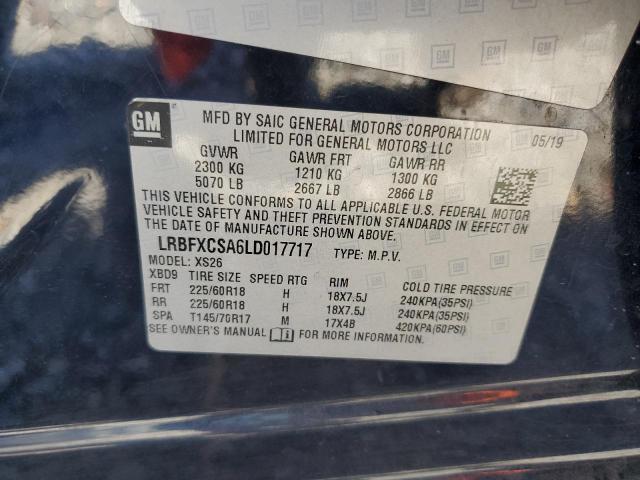 GM
MFD BY SAIC GENERAL MOTORS CORPORATION
LIMITED FOR GENERAL MOTORS LLC 05/19
GVWR GAWR FRT GAWR RR
2300 KG 1210 KG 1300 KG
5070 LB 2667 LB 2866 LB
THIS VEHICLE CONFORMS TO ALL APPLICABLE U.S. FEDERAL MOTOR
VEHICLE SAFETY AND THEFT PREVENTION STANDARDS IN EFFECT ON
THE DATE OF MANUFACTURE SHOWN ABOVE.
LRBFXCSA6LD017717 TYPE: M.P.V.
MODEL: XS26
XBD9 TIRE SIZE SPEED RTG RIM COLD TIRE PRESSURE
FRT 225/60R18 H 18X7.5J 240KPA(35PSI)
RR 225/60R18 H 18X7.5J 240KPA(35PSI)
SPA T145/70R17 M 17X4B 420KPA(60PSI)
SEE OWNER'S MANUAL FOR MORE INFORMATION.